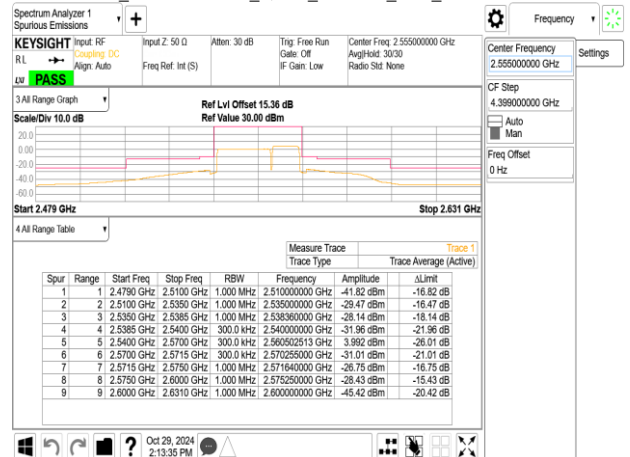 Spectrum Analyzer 1
Spurious Emissions
+
Frequency
KEYSIGHT
RL
LXI
PASS
Input: RF
Coupling: DC
Align: Auto
Input Z: 50 Ω
Freq Ref: Int (S)
Atten: 30 dB
Trig: Free Run
Gate: Off
IF Gain: Low
Center Freq: 2.555000000 GHz
Avg|Hold: 30/30
Radio Std: None
Center Frequency
2.555000000 GHz
Settings
CF Step
4.399000000 GHz
Auto
Man
Freq Offset
0 Hz
3 All Range Graph
Scale/Div 10.0 dB
Ref Lvl Offset 15.36 dB
Ref Value 30.00 dBm
20.0
0.00
-20.0
-40.0
-60.0
Start 2.479 GHz
Stop 2.631 GHz
4 All Range Table
Measure Trace Trace 1
Trace Type Trace Average (Active)
Spur Range Start Freq Stop Freq RBW Frequency Amplitude ΔLimit
1 1 2.4790 GHz 2.5100 GHz 1.000 MHz 2.510000000 GHz -41.82 dBm -16.82 dB
2 2 2.5100 GHz 2.5350 GHz 1.000 MHz 2.535000000 GHz -29.47 dBm -16.47 dB
3 3 2.5350 GHz 2.5385 GHz 1.000 MHz 2.538360000 GHz -28.14 dBm -18.14 dB
4 4 2.5385 GHz 2.5400 GHz 300.0 kHz 2.540000000 GHz -31.96 dBm -21.96 dB
5 5 2.5400 GHz 2.5700 GHz 300.0 kHz 2.560502513 GHz 3.992 dBm -26.01 dB
6 6 2.5700 GHz 2.5715 GHz 300.0 kHz 2.570255000 GHz -31.01 dBm -21.01 dB
7 7 2.5715 GHz 2.5750 GHz 1.000 MHz 2.571640000 GHz -26.75 dBm -16.75 dB
8 8 2.5750 GHz 2.6000 GHz 1.000 MHz 2.575250000 GHz -28.43 dBm -15.43 dB
9 9 2.6000 GHz 2.6310 GHz 1.000 MHz 2.600000000 GHz -45.42 dBm -20.42 dB
?
Oct 29, 2024
2:13:35 PM